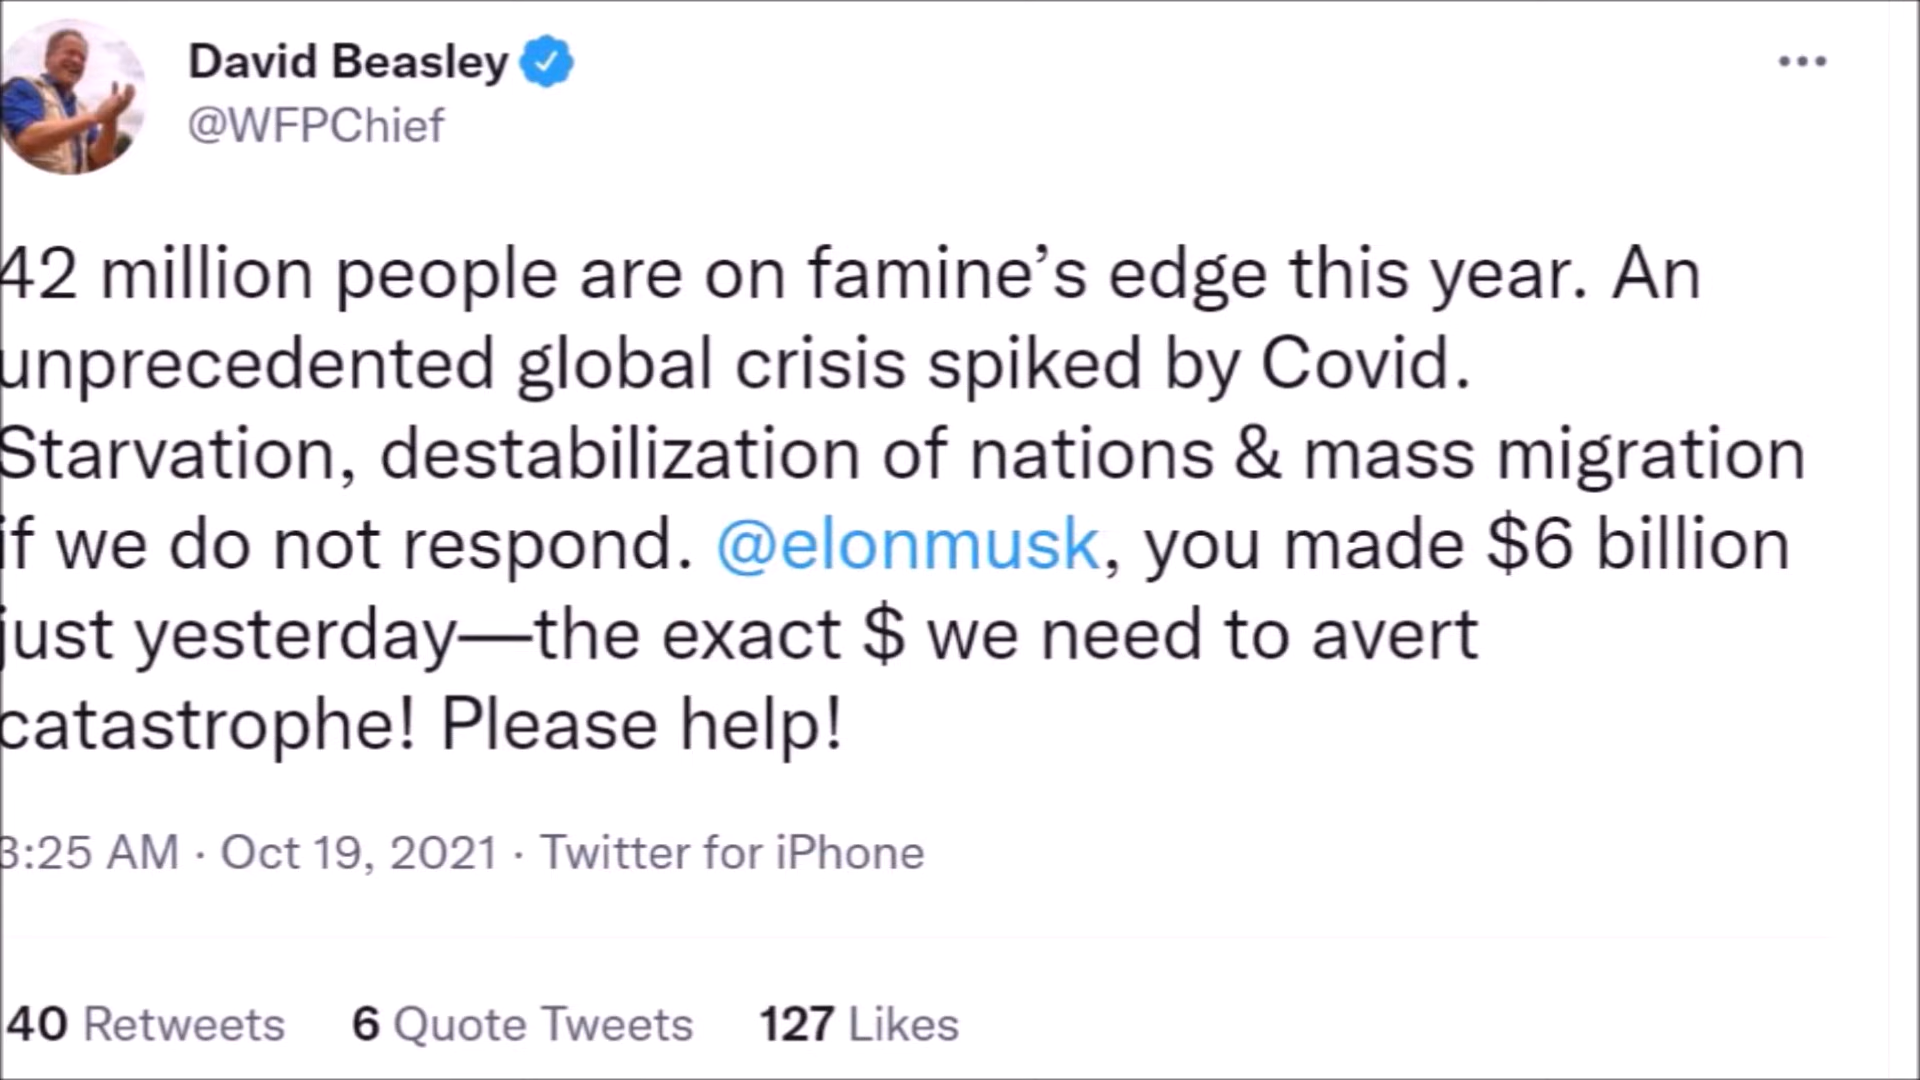 David Beasley
@WFPChief
42 million people are on famine’s edge this year. An
unprecedented global crisis spiked by Covid.
Starvation, destabilization of nations & mass migration
if we do not respond. @elonmusk, you made $6 billion
just yesterday—the exact $ we need to avert
catastrophe! Please help!
3:25 AM · Oct 19, 2021 · Twitter for iPhone
40 Retweets 6 Quote Tweets 127 Likes